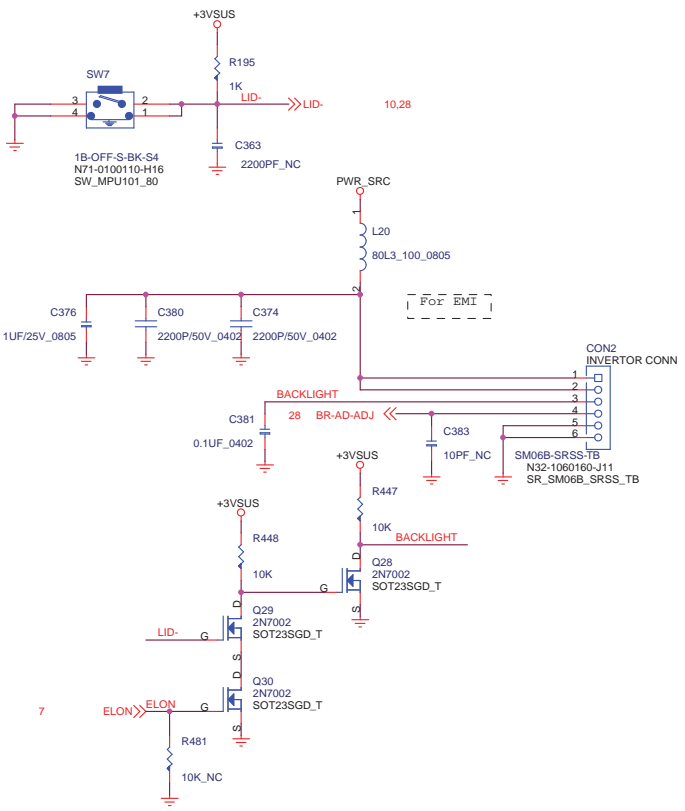 +3VSUS
R195
1K
SW7
3
4
2
1
LID-
LID-
10,28
1B-OFF-S-BK-S4
N71-0100110-H16
SW_MPU101_80
C363
2200PF_NC
PWR_SRC
1
L20
80L3_100_0805
2
For EMI
C376
1UF/25V_0805
C380
2200P/50V_0402
C374
2200P/50V_0402
CON2
INVERTOR CONN
1
2
3
4
5
6
BACKLIGHT
28
BR-AD-ADJ
C381
0.1UF_0402
C383
10PF_NC
SM06B-SRSS-TB
N32-1060160-J11
SR_SM06B_SRSS_TB
+3VSUS
R447
10K
BACKLIGHT
+3VSUS
R448
10K
D
G
S
Q28
2N7002
SOT23SGD_T
LID-
D
G
S
Q29
2N7002
SOT23SGD_T
7
ELON
ELON
D
G
S
Q30
2N7002
SOT23SGD_T
R481
10K_NC